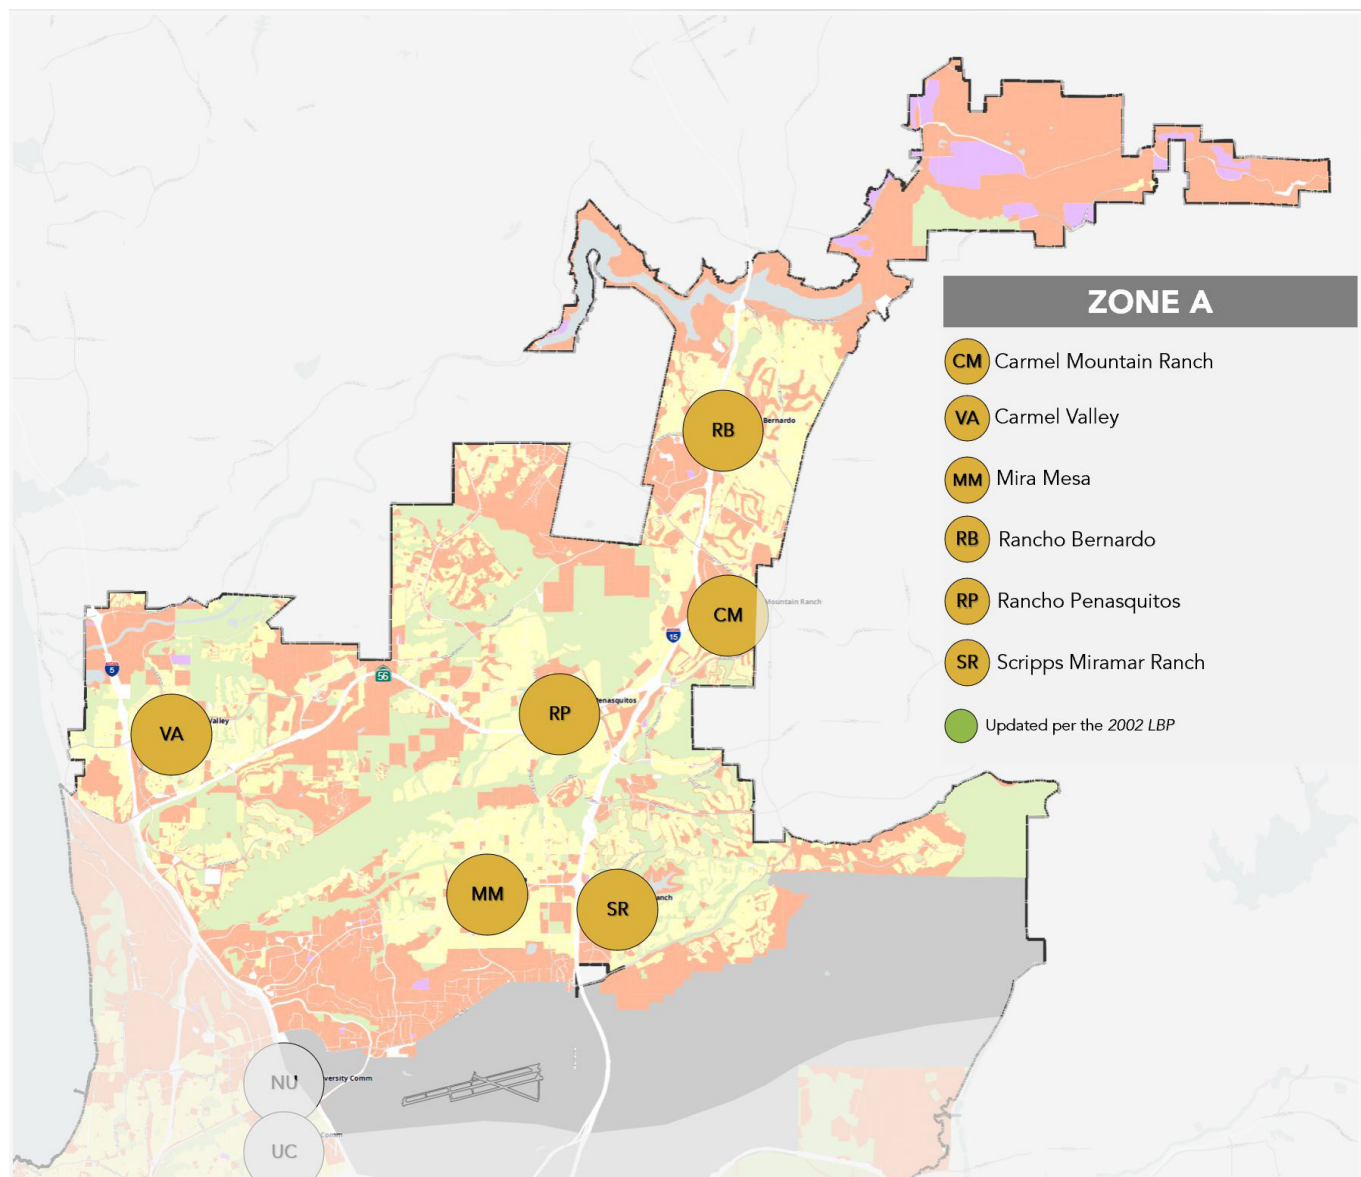 ZONE A
CM Carmel Mountain Ranch
VA Carmel Valley
MM Mira Mesa
RB Rancho Bernardo
RP Rancho Penasquitos
SR Scripps Miramar Ranch
Updated per the 2002 LBP
RB
Bernardo
CM
Mountain Ranch
15
5
56
RP
Penasquitos
VA
Valley
MM
SR
anch
NU
versity Comm
UC
Comm